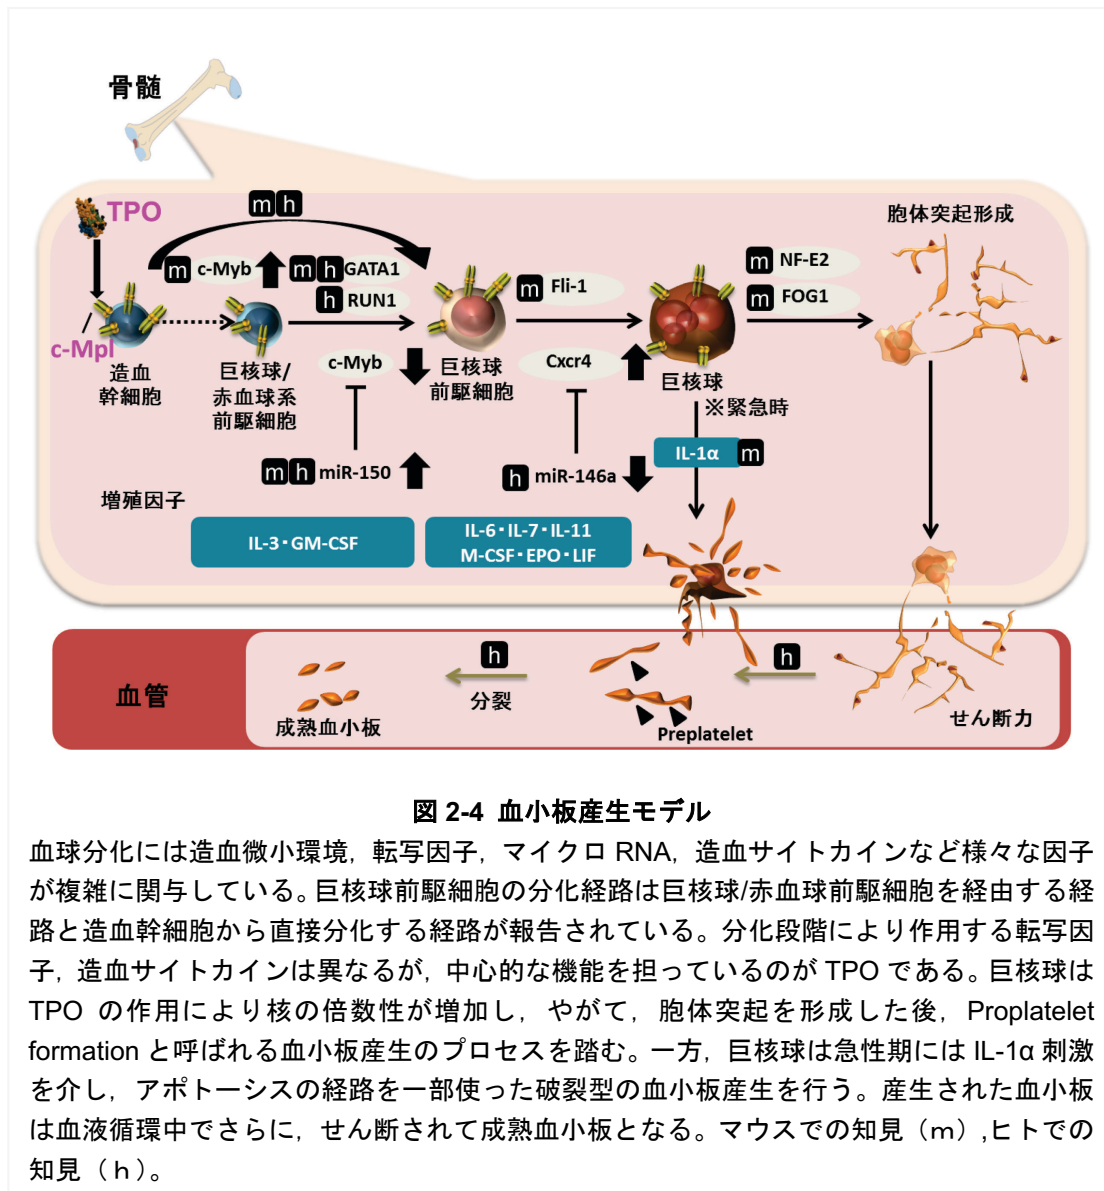 骨髄
TPO
m h
胞体突起形成
m c-Myb
m h GATA1
h RUN1
m Fli-1
m NF-E2
m FOG1
c-Mpl
造血
幹細胞
巨核球/
赤血球系
前駆細胞
c-Myb
巨核球
前駆細胞
Cxcr4
巨核球
※緊急時
m h miR-150
h miR-146a
IL-1α m
増殖因子
IL-3・GM-CSF
IL-6・IL-7・IL-11
M-CSF・EPO・LIF
血管
h
分裂
成熟血小板
Preplatelet
h
せん断力
図 2-4 血小板産生モデル
血球分化には造血微小環境，転写因子，マイクロ RNA，造血サイトカインなど様々な因子
が複雑に関与している。巨核球前駆細胞の分化経路は巨核球/赤血球前駆細胞を経由する経
路と造血幹細胞から直接分化する経路が報告されている。分化段階により作用する転写因
子，造血サイトカインは異なるが，中心的な機能を担っているのが TPO である。巨核球は
TPO の作用により核の倍数性が増加し，やがて，胞体突起を形成した後，Proplatelet
formation と呼ばれる血小板産生のプロセスを踏む。一方，巨核球は急性期には IL-1α 刺激
を介し，アポトーシスの経路を一部使った破裂型の血小板産生を行う。産生された血小板
は血液循環中でさらに，せん断されて成熟血小板となる。マウスでの知見（ｍ）,ヒトでの
知見（ｈ）。